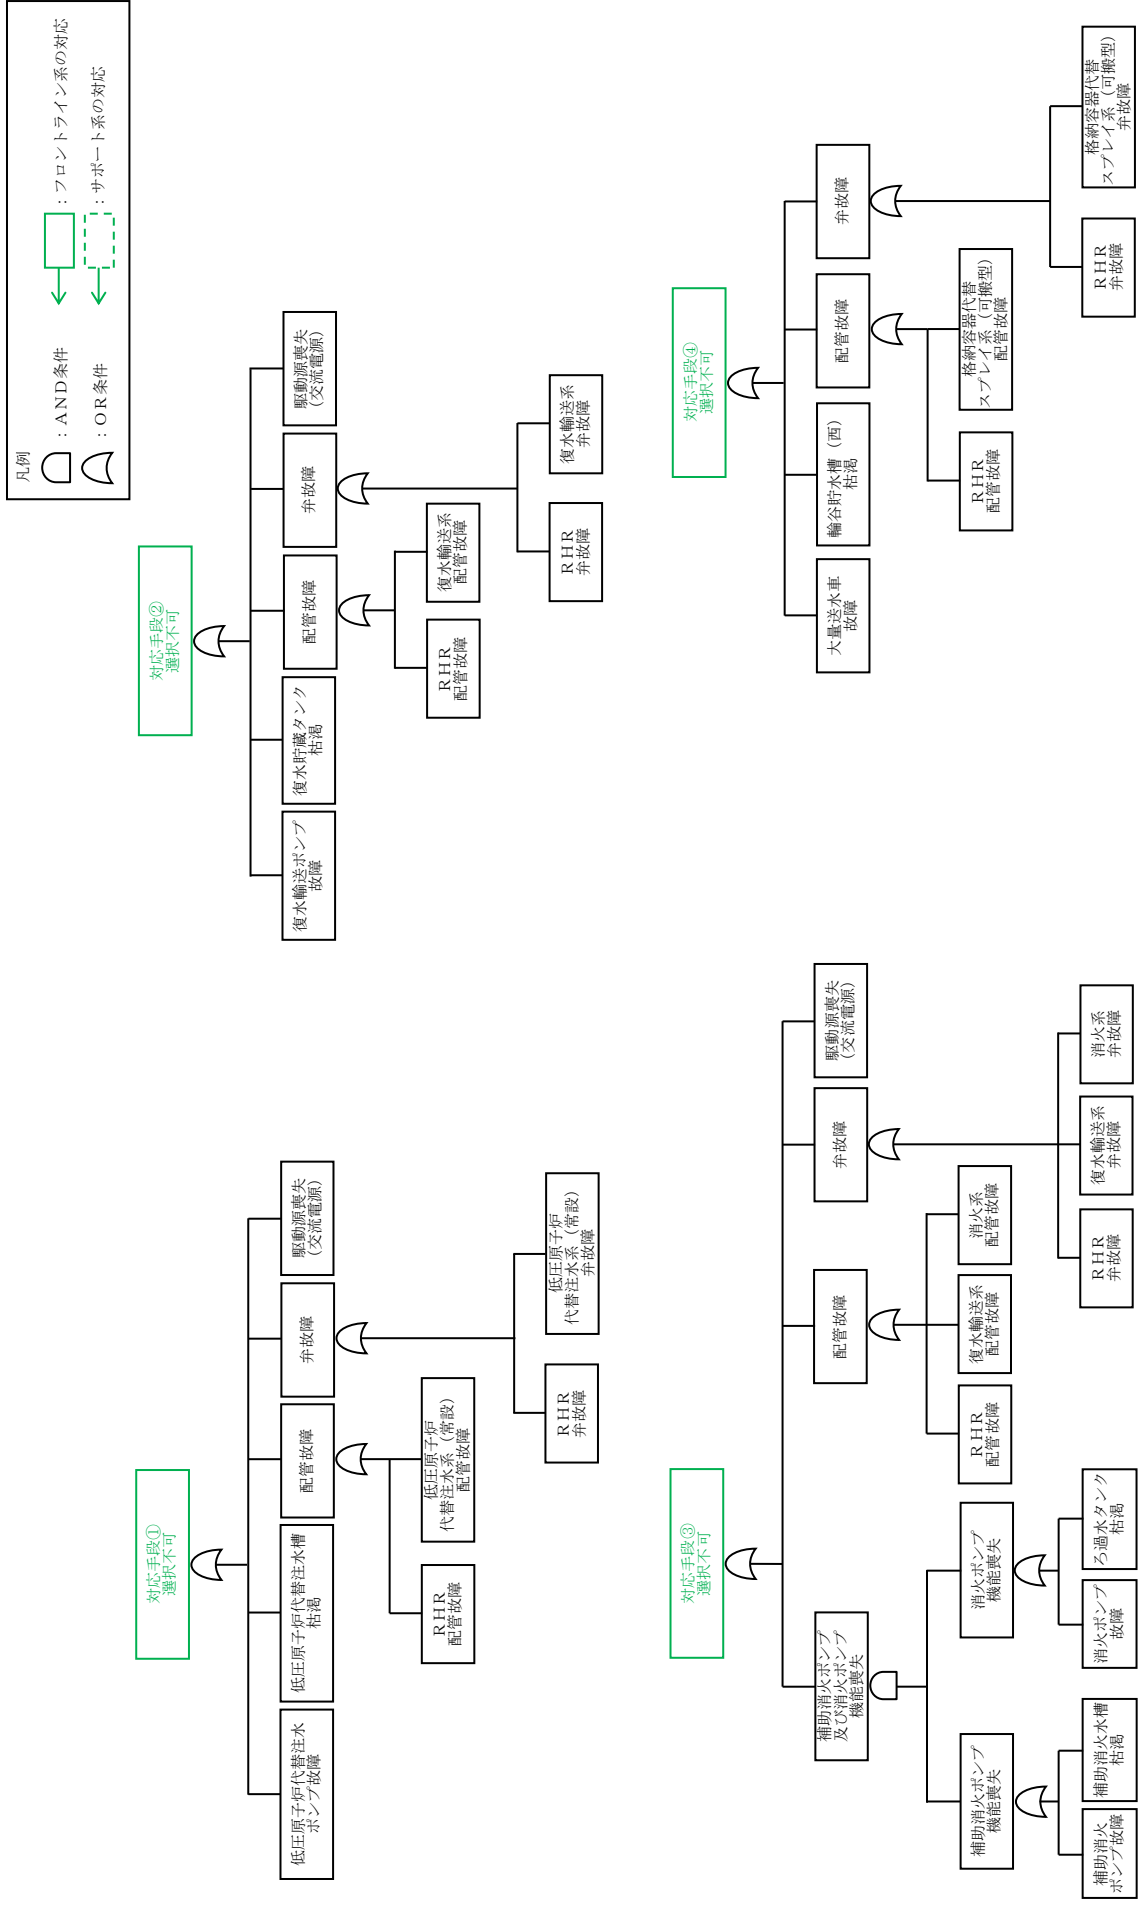 凡例
：AND条件
：OR条件
：フロントライン系の対応
：サポート系の対応
対応手段①
選択不可
低圧原子炉代替注水
ポンプ故障
低圧原子炉代替注水槽
枯渇
配管故障
弁故障
駆動源喪失
（交流電源）
RHR
配管故障
低圧原子炉
代替注水系（常設）
配管故障
RHR
弁故障
低圧原子炉
代替注水系（常設）
弁故障
対応手段②
選択不可
復水輸送ポンプ
故障
復水貯蔵タンク
枯渇
配管故障
弁故障
駆動源喪失
（交流電源）
RHR
配管故障
復水輸送系
配管故障
RHR
弁故障
復水輸送系
弁故障
対応手段③
選択不可
補助消火ポンプ
及び消火ポンプ
機能喪失
配管故障
弁故障
駆動源喪失
（交流電源）
補助消火ポンプ
機能喪失
消火ポンプ
機能喪失
RHR
配管故障
復水輸送系
配管故障
消火系
配管故障
補助消火
ポンプ故障
補助消火水槽
枯渇
消火ポンプ
故障
ろ過水タンク
枯渇
RHR
弁故障
復水輸送系
弁故障
消火系
弁故障
対応手段④
選択不可
大量送水車
故障
輪谷貯水槽（西）
枯渇
配管故障
弁故障
RHR
配管故障
格納容器代替
スプレイ系（可搬型）
配管故障
RHR
弁故障
格納容器代替
スプレイ系（可搬型）
弁故障